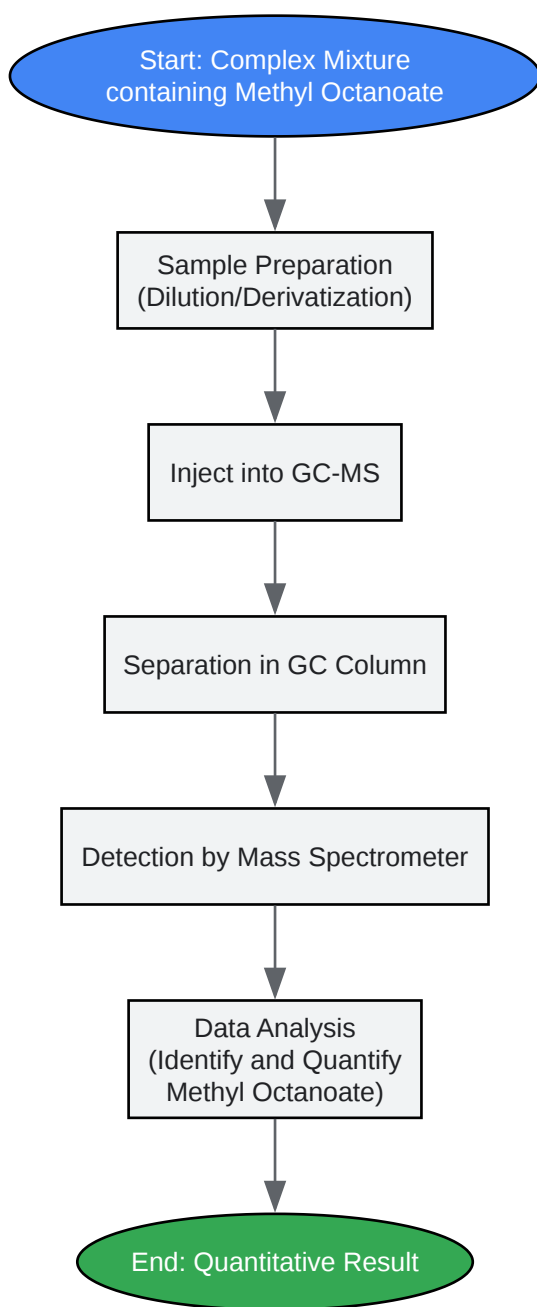 Start: Complex Mixture
containing Methyl Octanoate
Sample Preparation
(Dilution/Derivatization)
Inject into GC-MS
Separation in GC Column
Detection by Mass Spectrometer
Data Analysis
(Identify and Quantify
Methyl Octanoate)
End: Quantitative Result